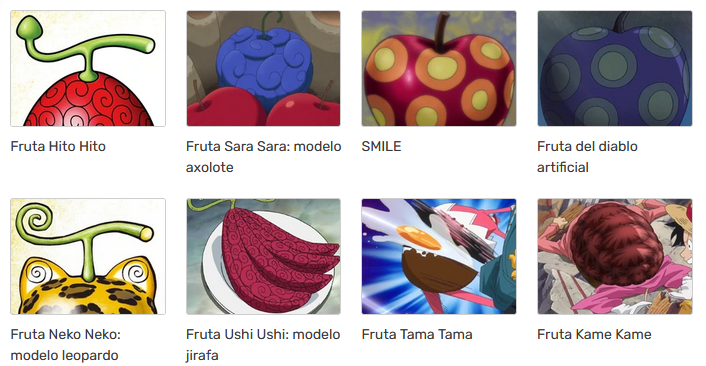 Fruta Hito Hito
Fruta Sara Sara: modelo
axolote
SMILE
Fruta del diablo
artificial
Fruta Neko Neko:
modelo leopardo
Fruta Ushi Ushi: modelo
jirafa
Fruta Tama Tama
Fruta Kame Kame